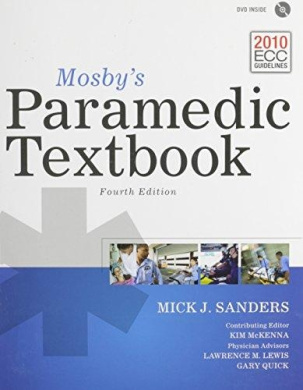 DVD INSIDE
2010
ECC
GUIDELINES
Mosby's
Paramedic
Textbook
Fourth Edition
MICK J. SANDERS
Contributing Editor
KIM McKENNA
Physician Advisors
LAWRENCE M. LEWIS
GARY QUICK